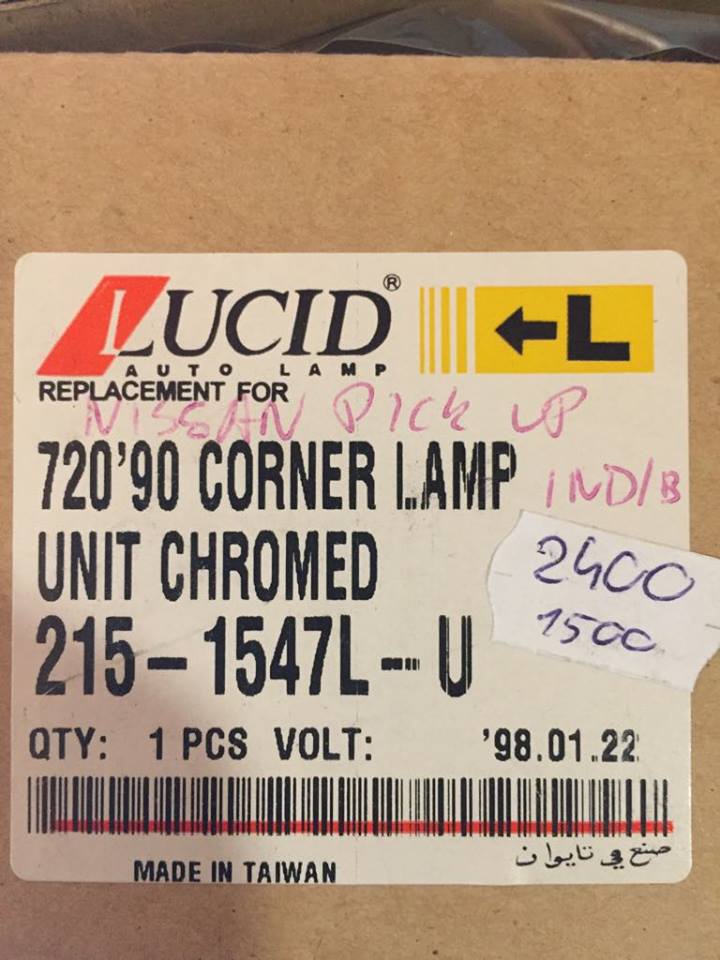 LUCID®
AUTO LAMP
← L
REPLACEMENT FOR
NISSAN PICK UP
720'90 CORNER LAMP
IND/B
UNIT CHROMED
2400
1500
215-1547L-U
QTY: 1 PCS VOLT: '98.01.22
MADE IN TAIWAN
صنع في تايوان